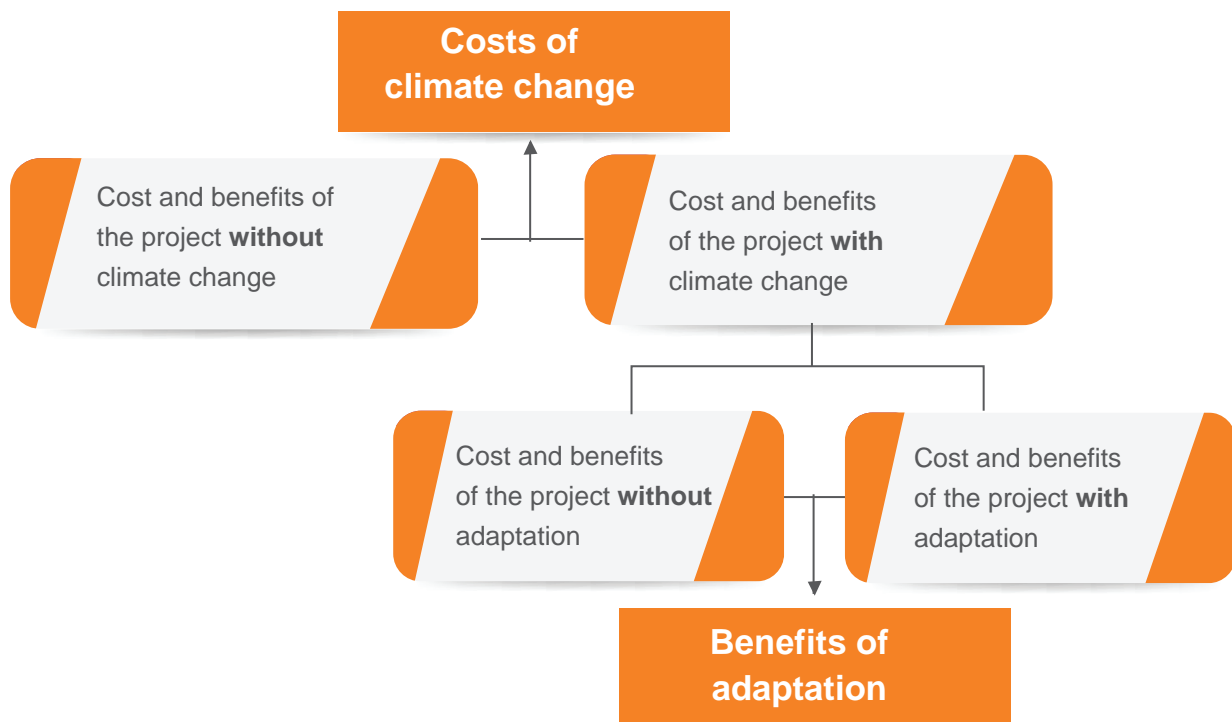 Costs of
climate change
Cost and benefits of
the project without
climate change
Cost and benefits
of the project with
climate change
Cost and benefits
of the project without
adaptation
Cost and benefits
of the project with
adaptation
Benefits of
adaptation